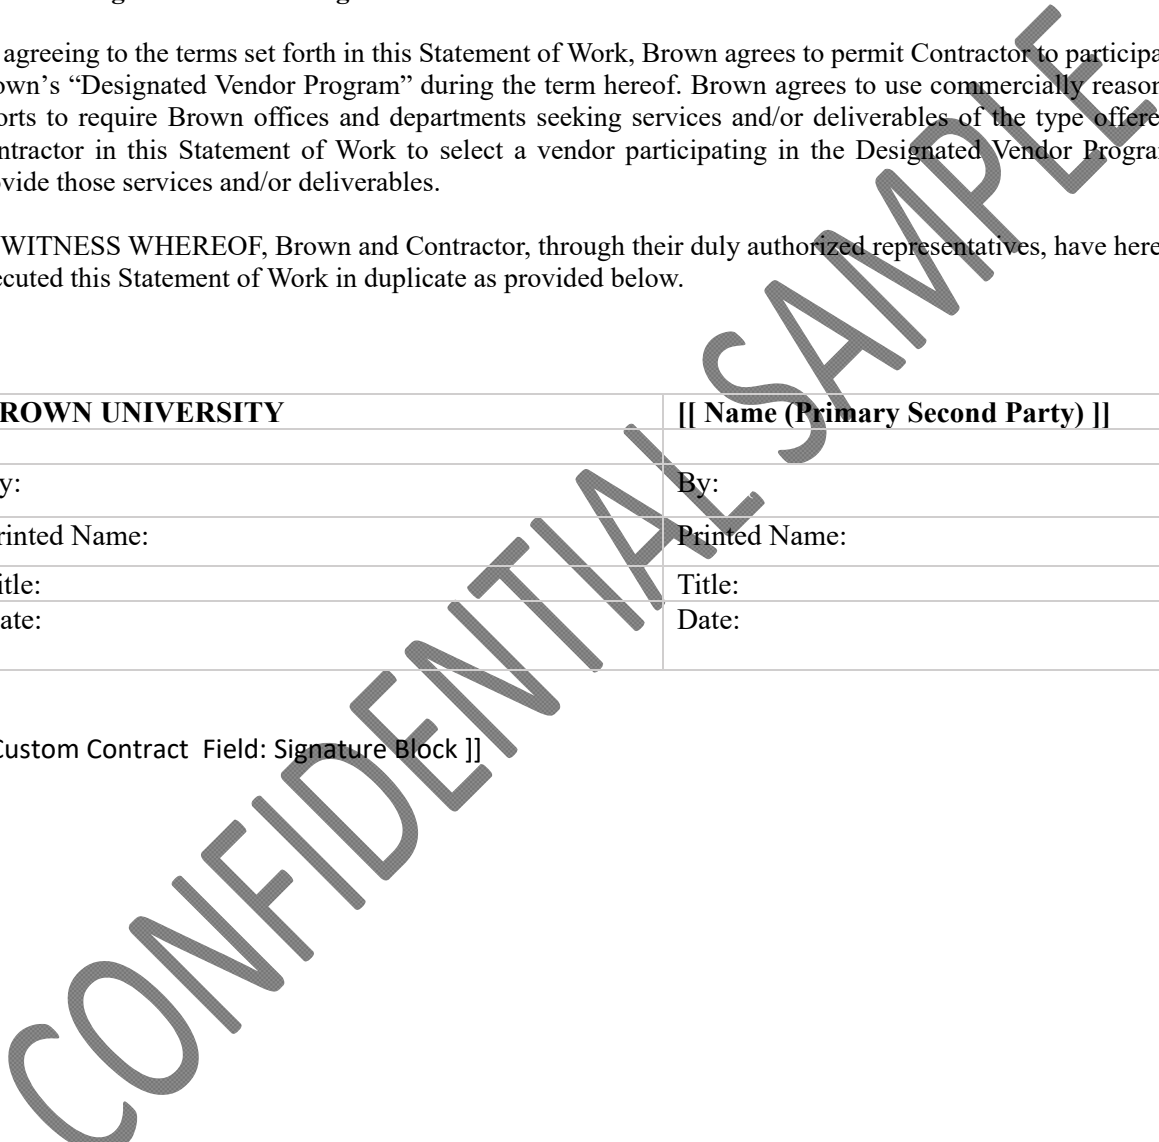 agreeing to the terms set forth in this Statement of Work, Brown agrees to permit Contractor to participa
own’s “Designated Vendor Program” during the term hereof. Brown agrees to use commercially reason
orts to require Brown offices and departments seeking services and/or deliverables of the type offere
ntractor in this Statement of Work to select a vendor participating in the Designated Vendor Program
ovide those services and/or deliverables.
WITNESS WHEREOF, Brown and Contractor, through their duly authorized representatives, have here
ecuted this Statement of Work in duplicate as provided below.
ROWN UNIVERSITY [[ Name (Primary Second Party) ]]
y: By:
rinted Name: Printed Name:
itle: Title:
ate: Date:
Custom Contract  Field: Signature Block ]]
CONFIDENTIAL SAMPLE